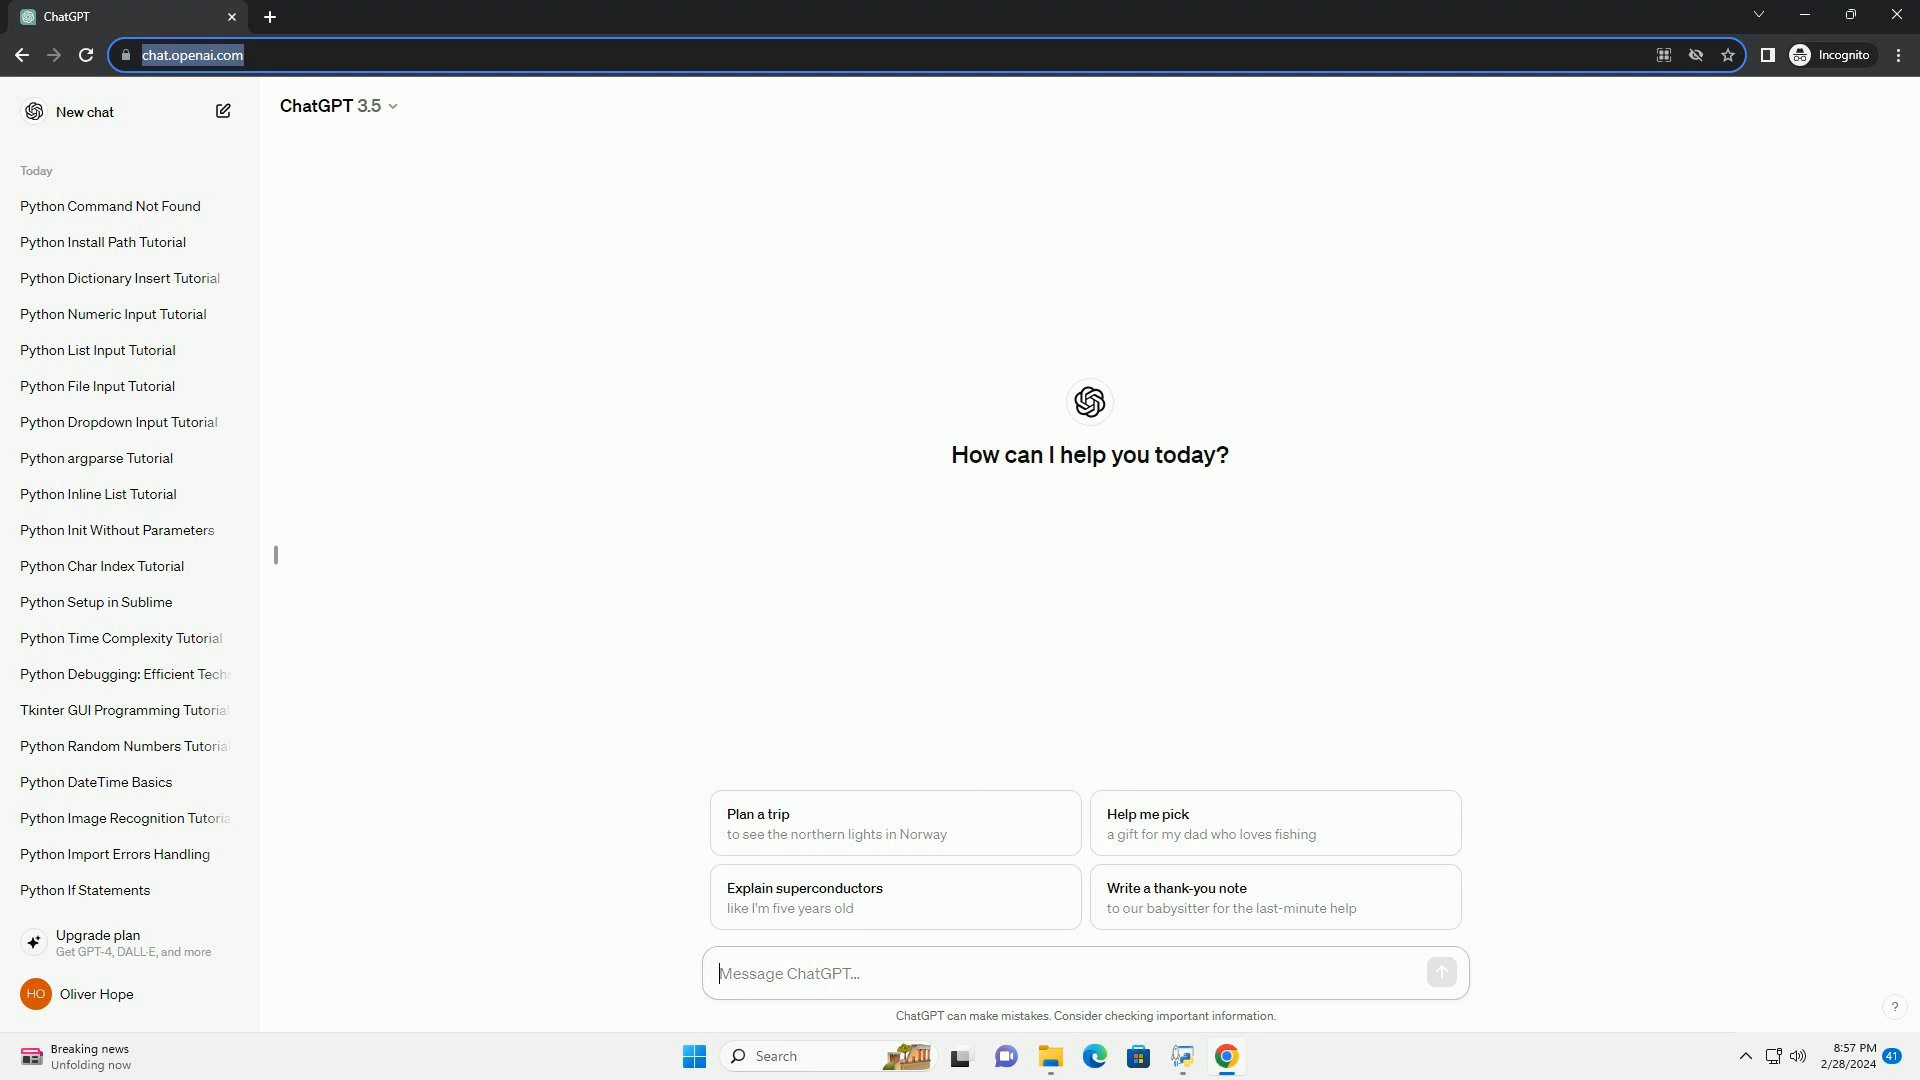 ChatGPT
chat.openai.com
Incognito
New chat
ChatGPT 3.5
Today
Python Command Not Found
Python Install Path Tutorial
Python Dictionary Insert Tutorial
Python Numeric Input Tutorial
Python List Input Tutorial
Python File Input Tutorial
Python Dropdown Input Tutorial
Python argparse Tutorial
Python Inline List Tutorial
Python Init Without Parameters
Python Char Index Tutorial
Python Setup in Sublime
Python Time Complexity Tutorial
Python Debugging: Efficient Tech
Tkinter GUI Programming Tutorial
Python Random Numbers Tutorial
Python DateTime Basics
Python Image Recognition Tutoria
Python Import Errors Handling
Python If Statements
Upgrade plan
Get GPT-4, DALL·E, and more
HO Oliver Hope
How can I help you today?
Plan a trip
to see the northern lights in Norway
Help me pick
a gift for my dad who loves fishing
Explain superconductors
like I'm five years old
Write a thank-you note
to our babysitter for the last-minute help
Message ChatGPT...
ChatGPT can make mistakes. Consider checking important information.
?
Breaking news
Unfolding now
Search
8:57 PM
2/28/2024
41